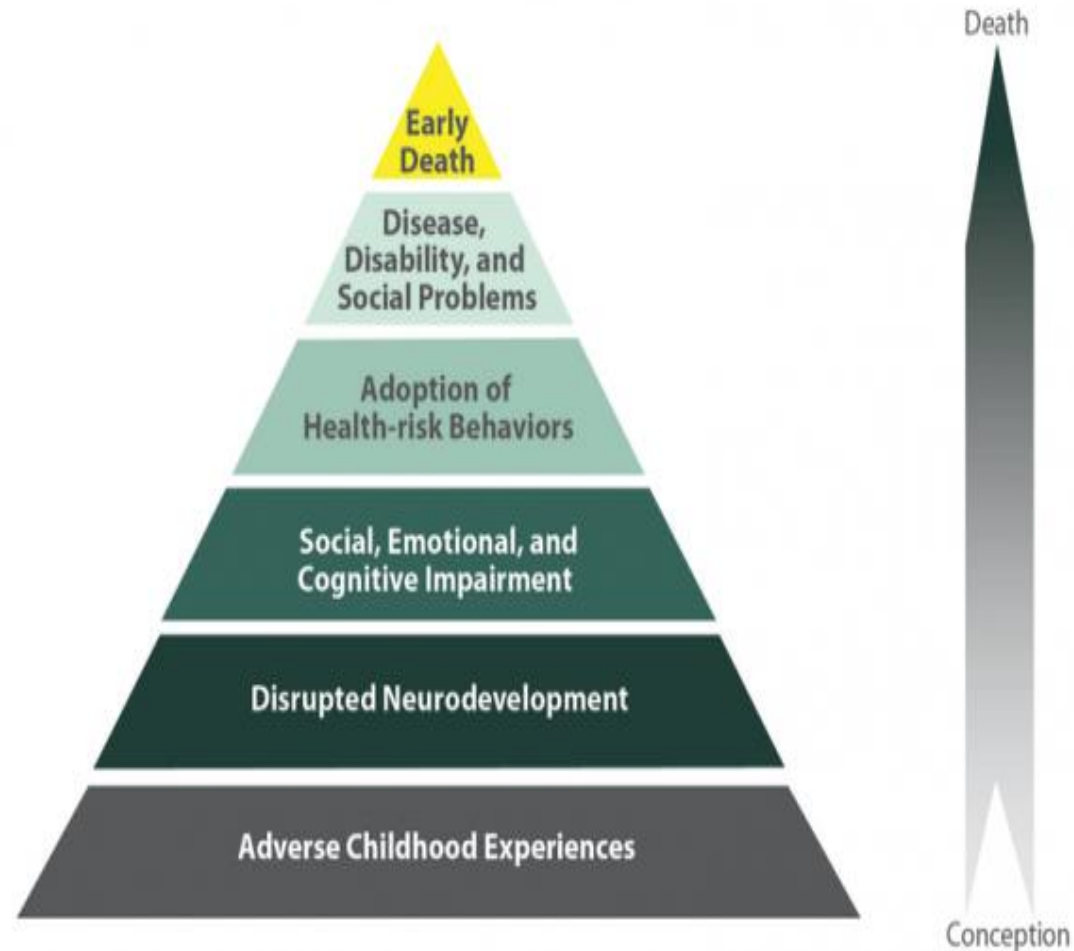 Death
Early
Death
Disease,
Disability, and
Social Problems
Adoption of
Health-risk Behaviors
Social, Emotional, and
Cognitive Impairment
Disrupted Neurodevelopment
Adverse Childhood Experiences
Conception